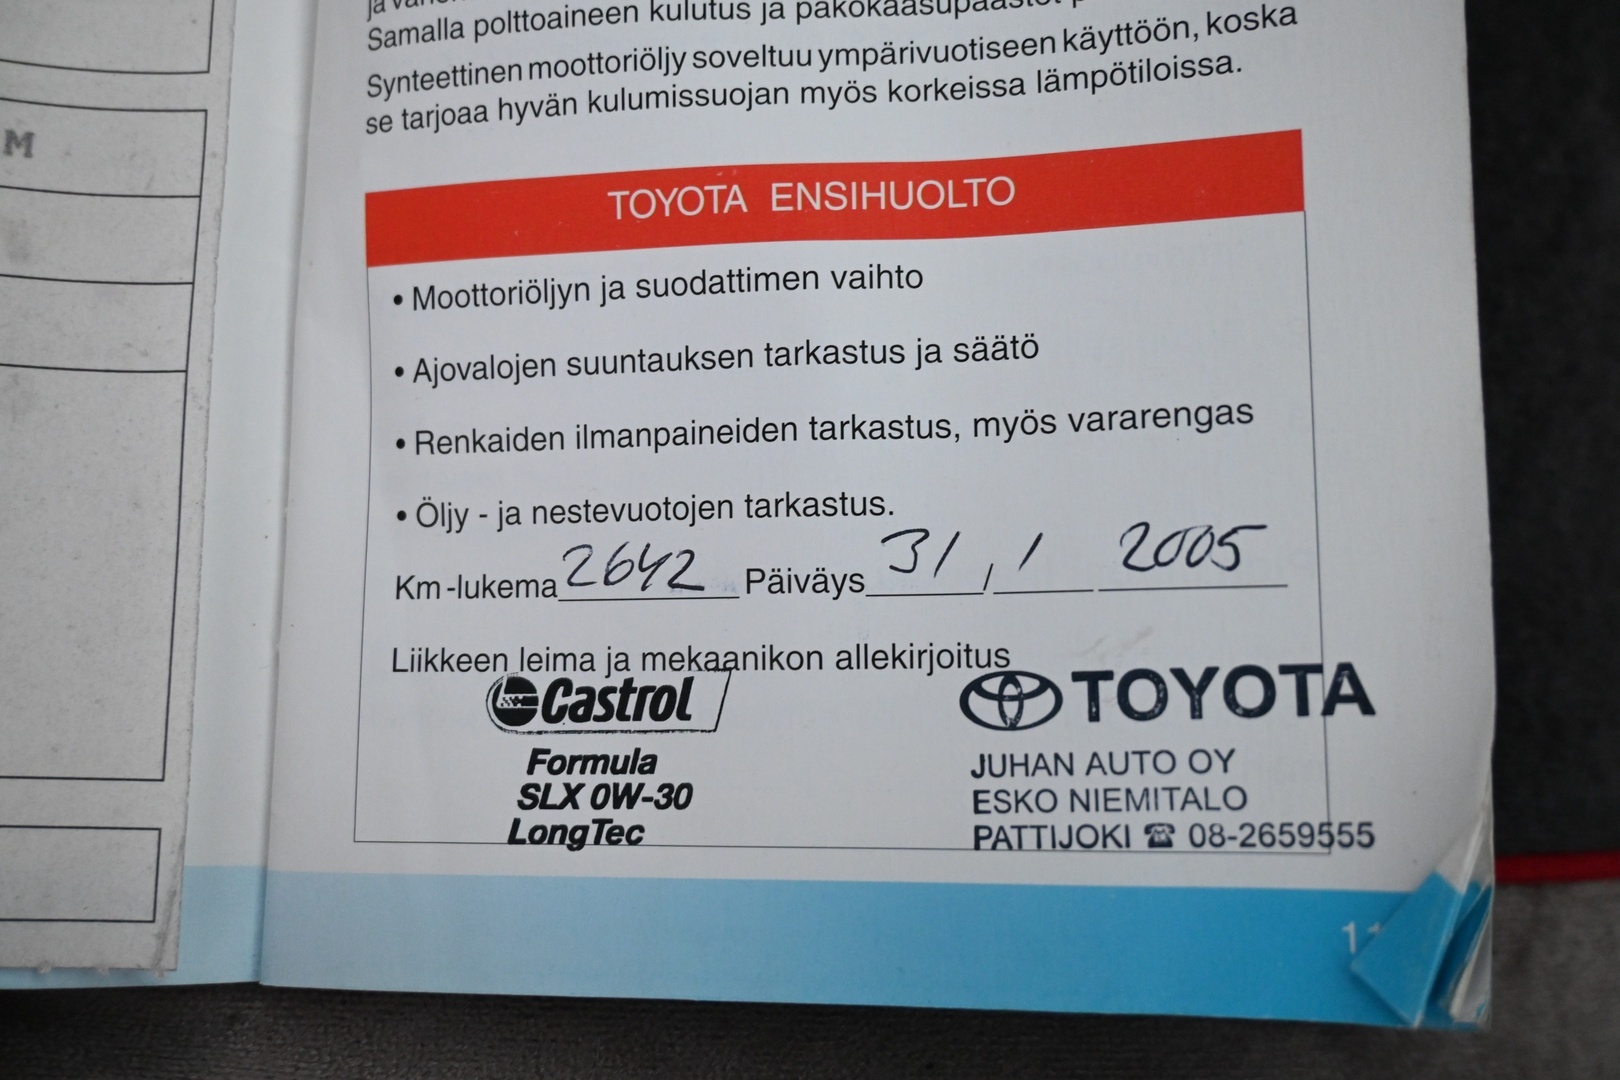 Samalla polttoaineen kulutus ja pakokaasupäästöt
Synteettinen moottoriöljy soveltuu ympärivuotiseen käyttöön, koska
se tarjoaa hyvän kulumissuojan myös korkeissa lämpötiloissa.
M
TOYOTA ENSIHUOLTO
• Moottoriöljyn ja suodattimen vaihto
• Ajovalojen suuntauksen tarkastus ja säätö
• Renkaiden ilmanpaineiden tarkastus, myös vararengas
• Öljy - ja nestevuotojen tarkastus.
Km-lukema 2642 Päiväys 31/ / 1/ 2005
Liikkeen leima ja mekaanikon allekirjoitus
Castrol
Formula
SLX 0W-30
LongTec
TOYOTA
JUHAN AUTO OY
ESKO NIEMITALO
PATTIJOKI ☎ 08-2659555